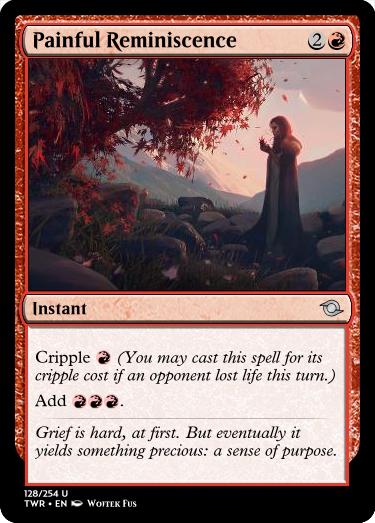 Painful Reminiscence 2
Instant
Cripple (You may cast this spell for its
cripple cost if an opponent lost life this turn.)
Add .
Grief is hard, at first. But eventually it
yields something precious: a sense of purpose.
128/254 U
TWR • EN Wojtek Fus